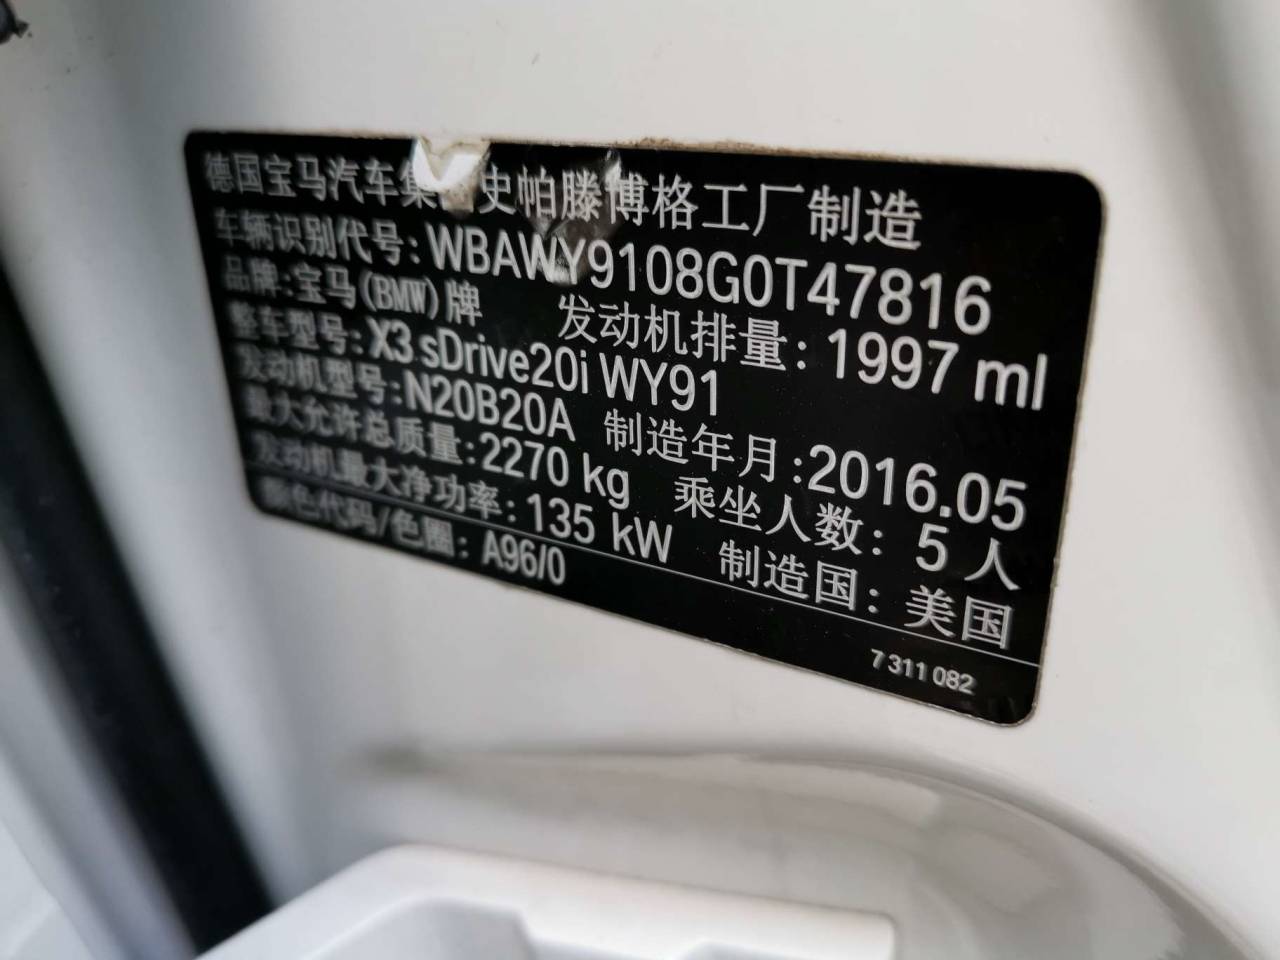 德国宝马汽车集团史帕滕博格工厂制造
车辆识别代号: WBAWY9108G0T47816
品牌:宝马(BMW)牌 发动机排量: 1997 ml
整车型号: X3 sDrive20i WY91
发动机型号: N20B20A 制造年月:2016.05
最大允许总质量:2270 kg 乘坐人数: 5 人
发动机最大净功率: 135 kW 制造国: 美国
颜色代码/色圈: A96/0
7 311 082